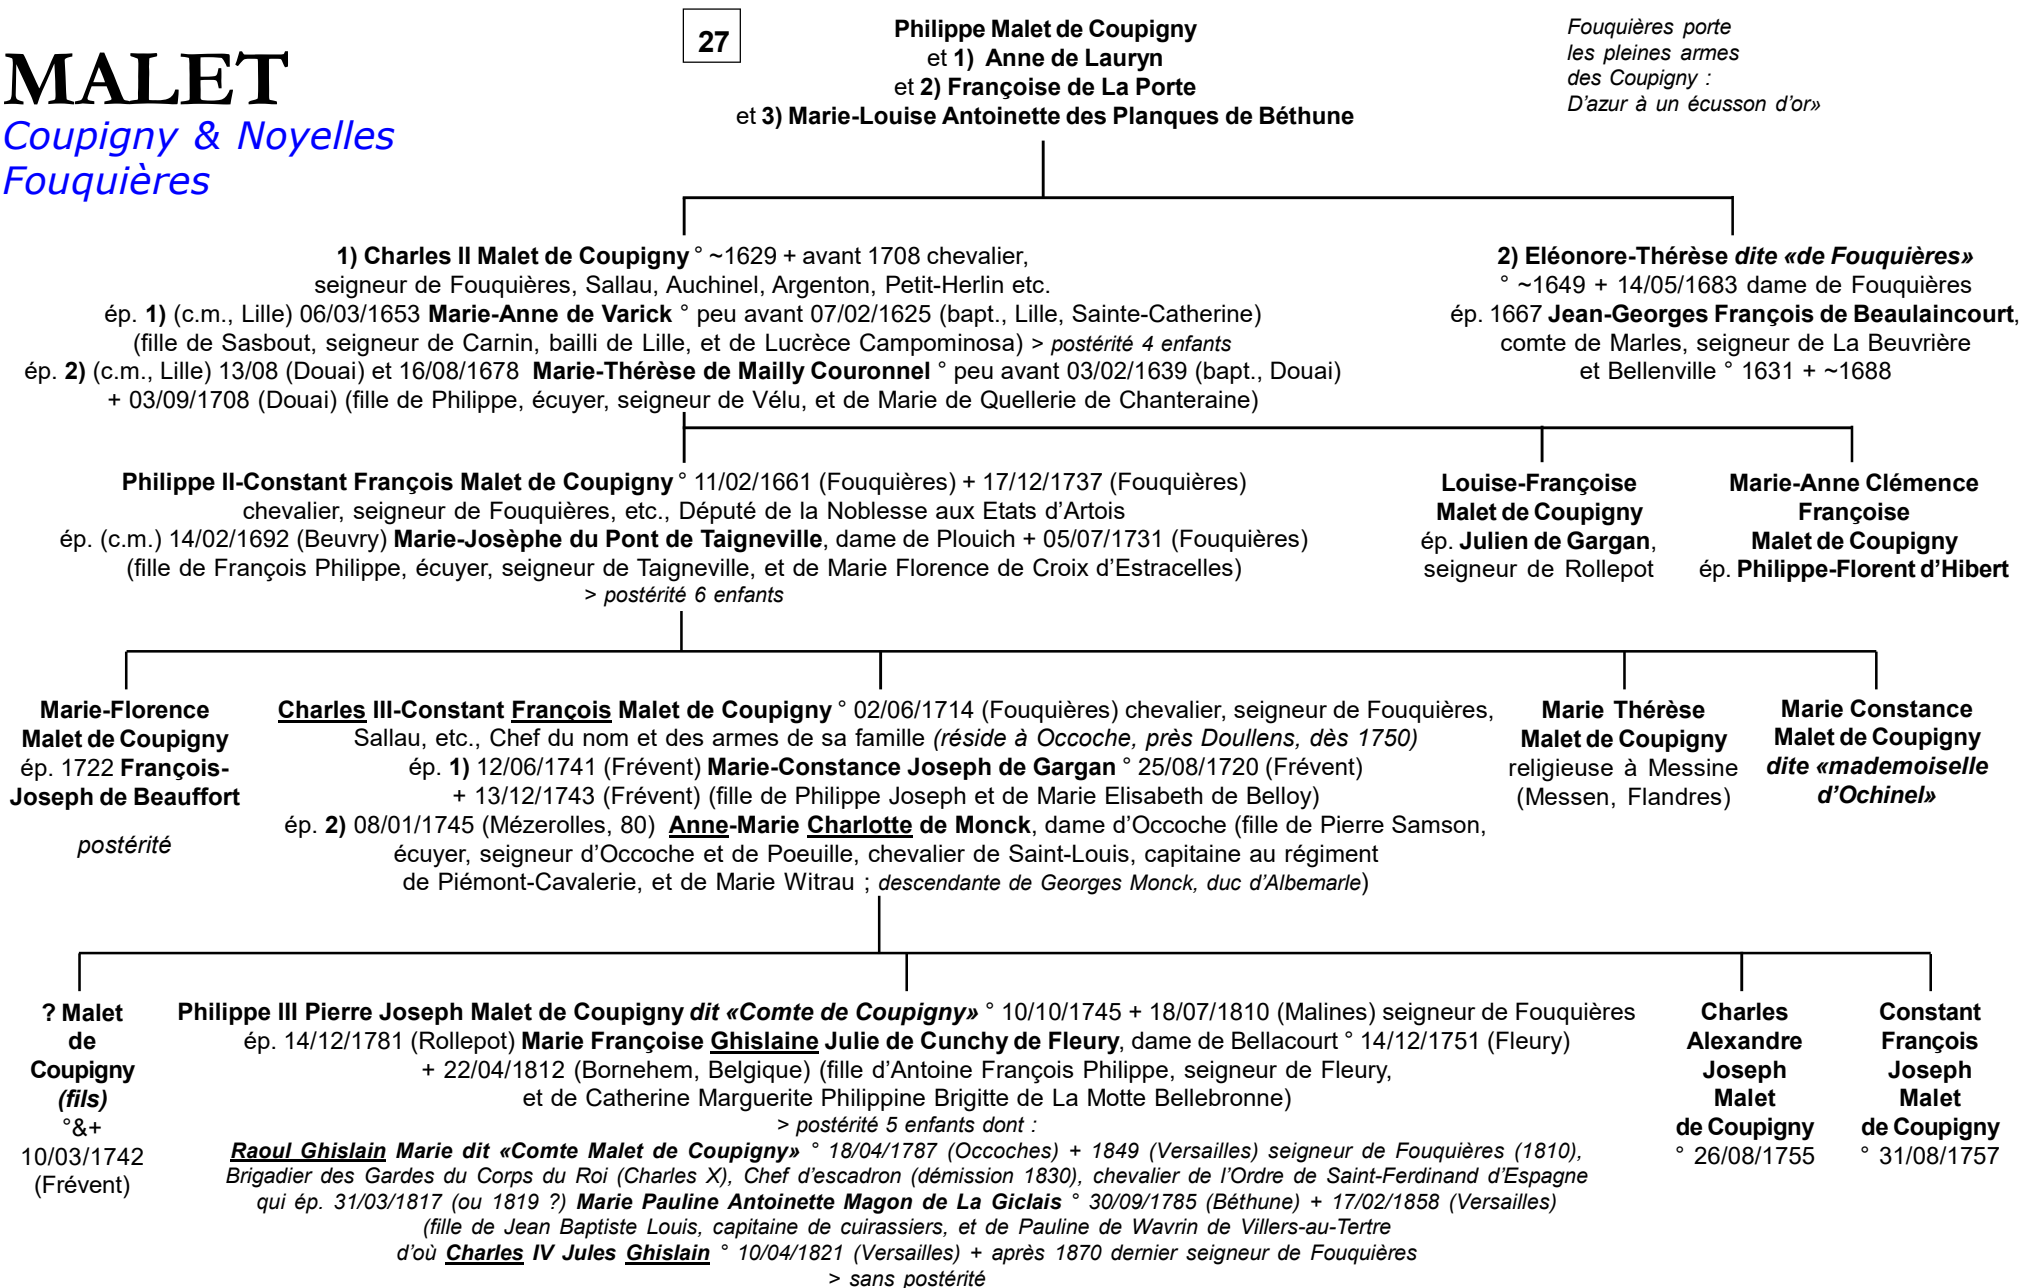 MALET
Coupigny & Noyelles
Fouquières
27
Philippe Malet de Coupigny
et 1) Anne de Lauryn
et 2) Françoise de La Porte
et 3) Marie-Louise Antoinette des Planques de Béthune
Fouquières porte
les pleines armes
des Coupigny :
D'azur à un écusson d'or»
1) Charles II Malet de Coupigny ° ~1629 + avant 1708 chevalier,
seigneur de Fouquières, Sallau, Auchinel, Argenton, Petit-Herlin etc.
ép. 1) (c.m., Lille) 06/03/1653 Marie-Anne de Varick ° peu avant 07/02/1625 (bapt., Lille, Sainte-Catherine)
(fille de Sasbout, seigneur de Carnin, bailli de Lille, et de Lucrèce Campominosa) > postérité 4 enfants
ép. 2) (c.m., Lille) 13/08 (Douai) et 16/08/1678 Marie-Thérèse de Mailly Couronnel ° peu avant 03/02/1639 (bapt., Douai)
+ 03/09/1708 (Douai) (fille de Philippe, écuyer, seigneur de Vélu, et de Marie de Quellerie de Chanteraine)
2) Eléonore-Thérèse dite «de Fouquières»
° ~1649 + 14/05/1683 dame de Fouquières
ép. 1667 Jean-Georges François de Beaulaincourt,
comte de Marles, seigneur de La Beuvrière
et Bellenville ° 1631 + ~1688
Philippe II-Constant François Malet de Coupigny ° 11/02/1661 (Fouquières) + 17/12/1737 (Fouquières)
chevalier, seigneur de Fouquières, etc., Député de la Noblesse aux Etats d'Artois
ép. (c.m.) 14/02/1692 (Beuvry) Marie-Josèphe du Pont de Taigneville, dame de Plouich + 05/07/1731 (Fouquières)
(fille de François Philippe, écuyer, seigneur de Taigneville, et de Marie Florence de Croix d'Estracelles)
> postérité 6 enfants
Louise-Françoise
Malet de Coupigny
ép. Julien de Gargan,
seigneur de Rollepot
Marie-Anne Clémence
Françoise
Malet de Coupigny
ép. Philippe-Florent d'Hibert
Marie-Florence
Malet de Coupigny
ép. 1722 François-
Joseph de Beauffort
postérité
Charles III-Constant François Malet de Coupigny ° 02/06/1714 (Fouquières) chevalier, seigneur de Fouquières,
Sallau, etc., Chef du nom et des armes de sa famille (réside à Occoche, près Doullens, dès 1750)
ép. 1) 12/06/1741 (Frévent) Marie-Constance Joseph de Gargan ° 25/08/1720 (Frévent)
+ 13/12/1743 (Frévent) (fille de Philippe Joseph et de Marie Elisabeth de Belloy)
ép. 2) 08/01/1745 (Mézerolles, 80) Anne-Marie Charlotte de Monck, dame d'Occoche (fille de Pierre Samson,
écuyer, seigneur d'Occoche et de Poeuille, chevalier de Saint-Louis, capitaine au régiment
de Piémont-Cavalerie, et de Marie Witrau ; descendante de Georges Monck, duc d'Albemarle)
Marie Thérèse
Malet de Coupigny
religieuse à Messine
(Messen, Flandres)
Marie Constance
Malet de Coupigny
dite «mademoiselle
d'Ochinel»
? Malet
de
Coupigny
(fils)
°&+
10/03/1742
(Frévent)
Philippe III Pierre Joseph Malet de Coupigny dit «Comte de Coupigny» ° 10/10/1745 + 18/07/1810 (Malines) seigneur de Fouquières
ép. 14/12/1781 (Rollepot) Marie Françoise Ghislaine Julie de Cunchy de Fleury, dame de Bellacourt ° 14/12/1751 (Fleury)
+ 22/04/1812 (Bornehem, Belgique) (fille d'Antoine François Philippe, seigneur de Fleury,
et de Catherine Marguerite Philippine Brigitte de La Motte Bellebronne)
> postérité 5 enfants dont :
Raoul Ghislain Marie dit «Comte Malet de Coupigny» ° 18/04/1787 (Occoches) + 1849 (Versailles) seigneur de Fouquières (1810),
Brigadier des Gardes du Corps du Roi (Charles X), Chef d'escadron (démission 1830), chevalier de l'Ordre de Saint-Ferdinand d'Espagne
qui ép. 31/03/1817 (ou 1819 ?) Marie Pauline Antoinette Magon de La Giclais ° 30/09/1785 (Béthune) + 17/02/1858 (Versailles)
(fille de Jean Baptiste Louis, capitaine de cuirassiers, et de Pauline de Wavrin de Villers-au-Tertre
d'où Charles IV Jules Ghislain ° 10/04/1821 (Versailles) + après 1870 dernier seigneur de Fouquières
> sans postérité
Charles
Alexandre
Joseph
Malet
de Coupigny
° 26/08/1755
Constant
François
Joseph
Malet
de Coupigny
° 31/08/1757